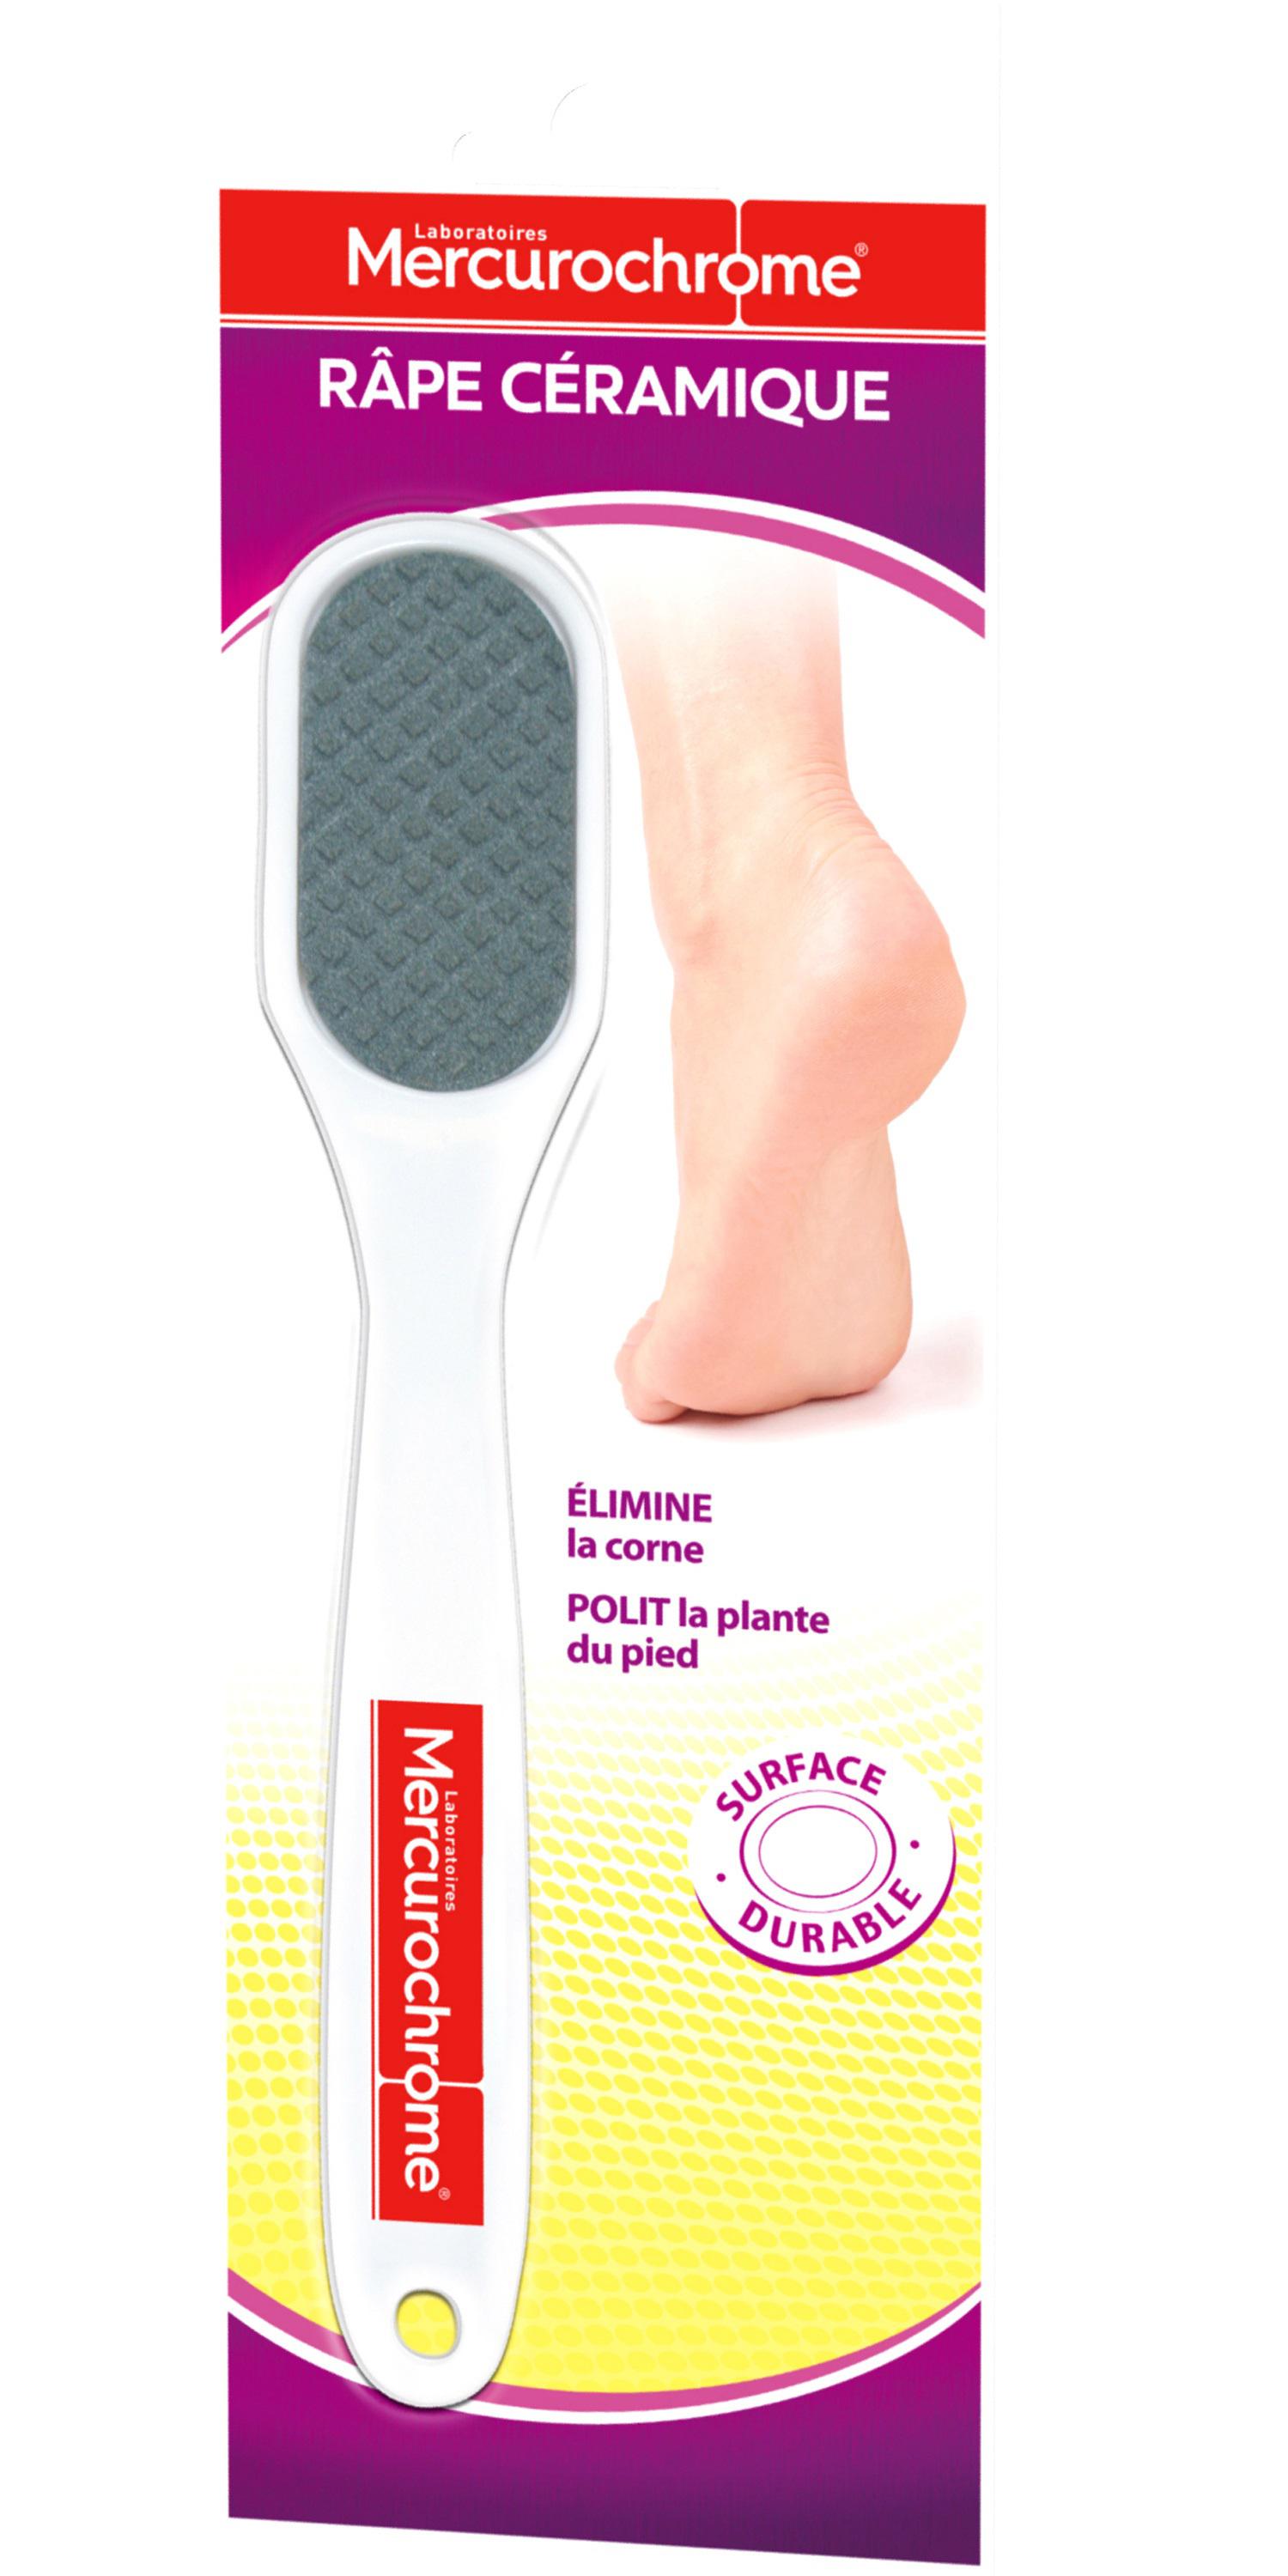 Laboratoires
Mercurochrome®
RÂPE CÉRAMIQUE
ÉLIMINE
la corne
POLIT la plante
du pied
SURFACE
• DURABLE •
Laboratoires
Mercurochrome®